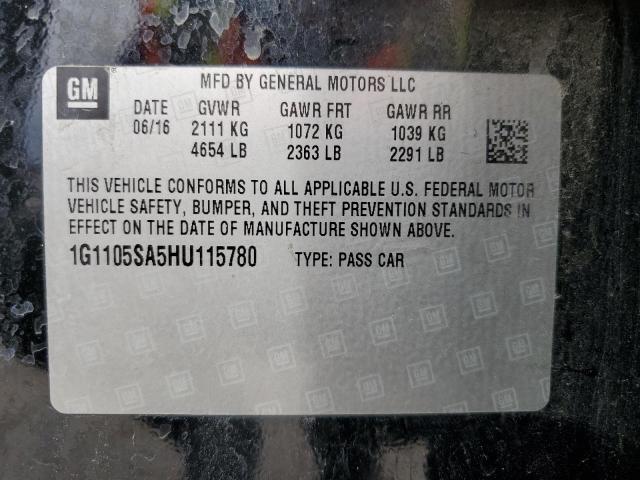 GM
MFD BY GENERAL MOTORS LLC
DATE GVWR GAWR FRT GAWR RR
06/16 2111 KG 1072 KG 1039 KG
4654 LB 2363 LB 2291 LB
THIS VEHICLE CONFORMS TO ALL APPLICABLE U.S. FEDERAL MOTOR
VEHICLE SAFETY, BUMPER, AND THEFT PREVENTION STANDARDS IN
EFFECT ON THE DATE OF MANUFACTURE SHOWN ABOVE.
1G1105SA5HU115780 TYPE: PASS CAR